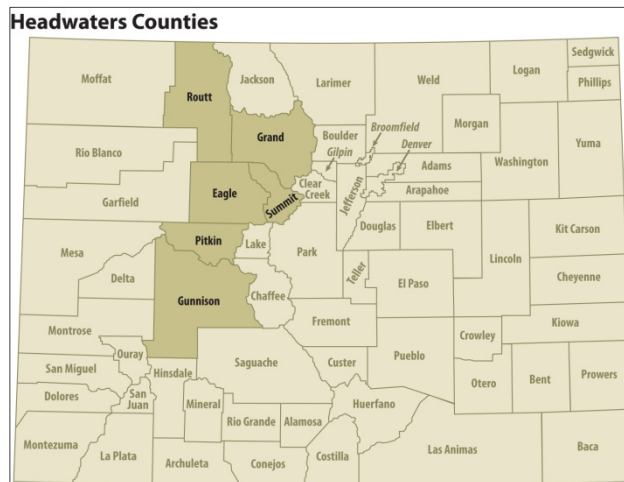 Headwaters Counties
Moffat
Routt
Jackson
Larimer
Weld
Logan
Sedgwick
Phillips
Morgan
Grand
Boulder
Broomfield
Gilpin
Denver
Rio Blanco
Yuma
Washington
Adams
Eagle
Summit
Clear
Creek
Jefferson
Arapahoe
Garfield
Douglas
Elbert
Kit Carson
Pitkin
Lake
Park
Lincoln
Mesa
Delta
Teller
El Paso
Cheyenne
Gunnison
Chaffee
Fremont
Crowley
Kiowa
Montrose
Ouray
Saguache
Custer
Pueblo
San Miguel
Hinsdale
Otero
Bent
Prowers
Dolores
San
Juan
Mineral
Rio Grande
Alamosa
Huerfano
Montezuma
La Plata
Archuleta
Conejos
Costilla
Las Animas
Baca